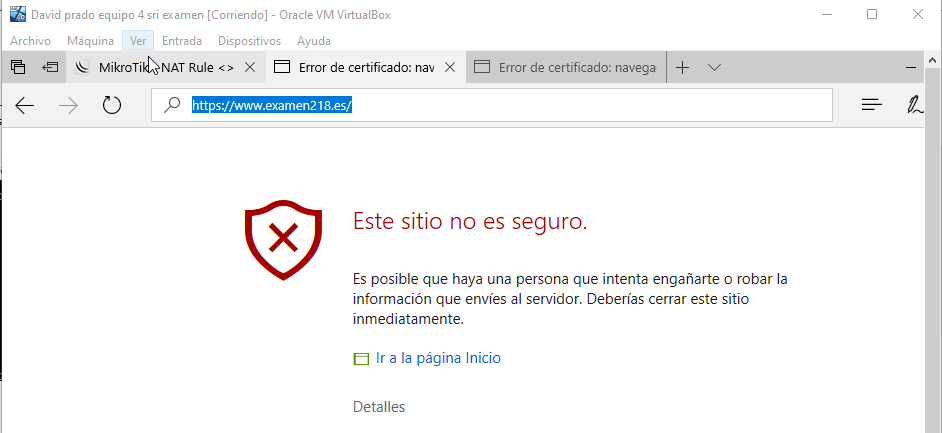 David prado equipo 4 sri examen [Corriendo] - Oracle VM VirtualBox
Archivo Máquina Ver Entrada Dispositivos Ayuda
MikroTik NAT Rule <> Error de certificado: nav Error de certificado: navega
https://www.examen218.es/
Este sitio no es seguro.
Es posible que haya una persona que intenta engañarte o robar la
información que envíes al servidor. Deberías cerrar este sitio
inmediatamente.
Ir a la página Inicio
Detalles